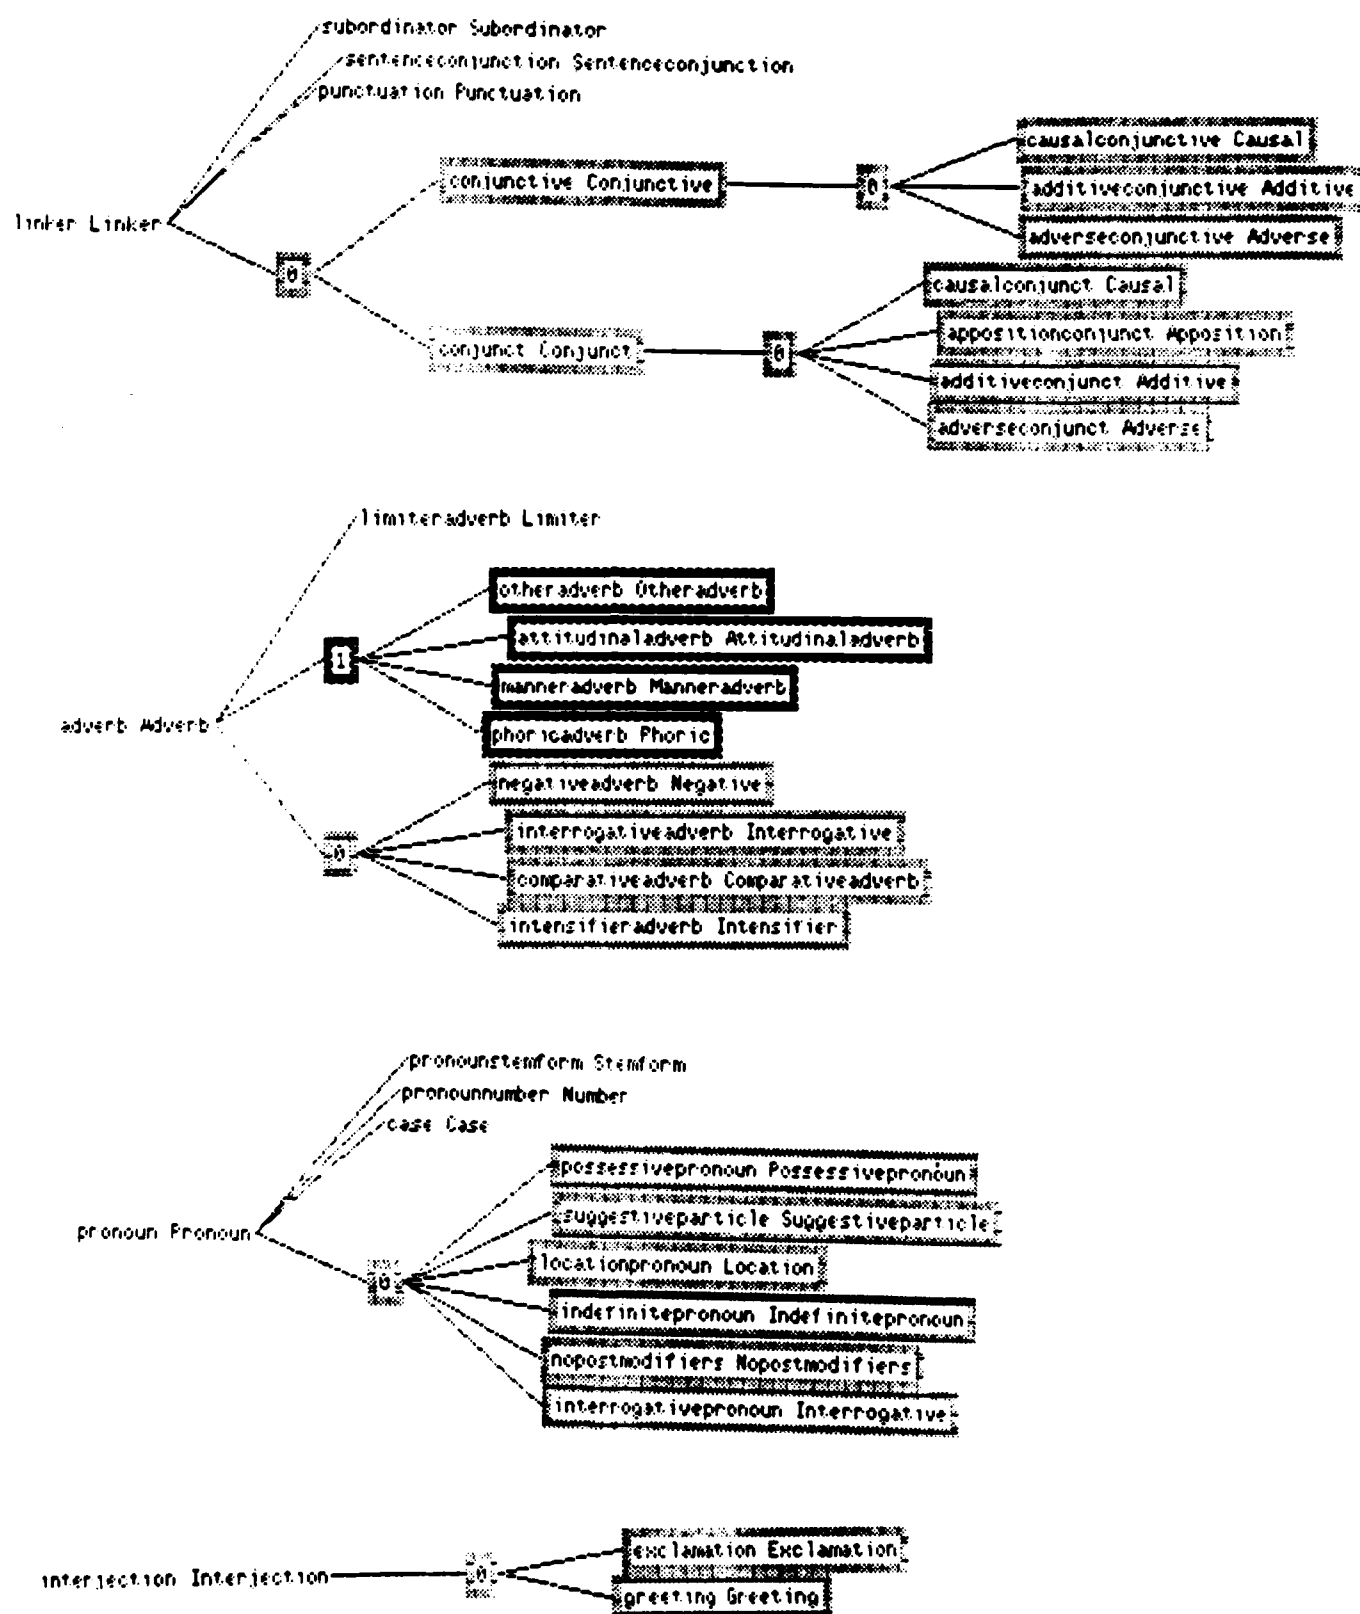 subordinator Subordinator
sentenceconjunction Sentenceconjunction
punctuation Punctuation
causalconjunctive Causal
conjunctive Conjunctive
0
additiveconjunctive Additive
linker Linker
adverseconjunctive Adverse
0
causalconjunct Causal
appositionconjunct Apposition
conjunct Conjunct
0
additiveconjunct Additive
adverseconjunct Adverse
limiteradverb Limiter
otheradverb Otheradverb
attitudinaladverb Attitudinaladverb
1
manneradverb Manneradverb
adverb Adverb
phoricadverb Phoric
negativeadverb Negative
interrogativeadverb Interrogative
0
comparativeadverb Comparativeadverb
intensifieradverb Intensifier
pronounstemform Stemform
pronounnumber Number
case Case
possessivepronoun Possessivepronoun
suggestiveparticle Suggestiveparticle
pronoun Pronoun
locationpronoun Location
0
indefinitepronoun Indefinitepronoun
nopostmodifiers Nopostmodifiers
interrogativepronoun Interrogative
exclamation Exclamation
interjection Interjection
0
greeting Greeting